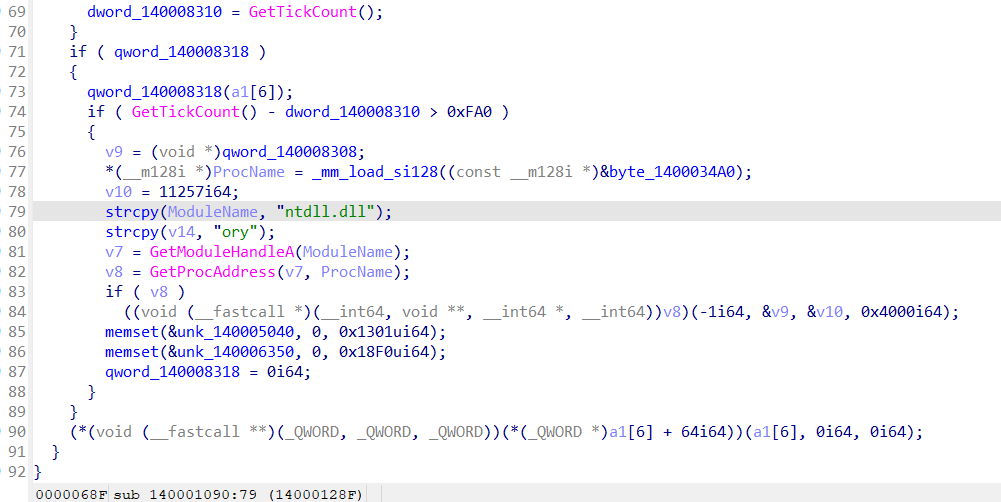 69 dword_140008310 = GetTickCount();
70 }
71 if ( qword_140008318 )
72 {
73 qword_140008318(a1[6]);
74 if ( GetTickCount() - dword_140008310 > 0xFA0 )
75 {
76 v9 = (void *)qword_140008308;
77 *(__m128i *)ProcName = _mm_load_si128((const __m128i *)&byte_1400034A0);
78 v10 = 11257i64;
79 strcpy(ModuleName, "ntdll.dll");
80 strcpy(v14, "ory");
81 v7 = GetModuleHandleA(ModuleName);
82 v8 = GetProcAddress(v7, ProcName);
83 if ( v8 )
84 ((void (__fastcall *)(__int64, void **, __int64 *, __int64))v8)(-1i64, &v9, &v10, 0x4000i64);
85 memset(&unk_140005040, 0, 0x1301ui64);
86 memset(&unk_140006350, 0, 0x18F0ui64);
87 qword_140008318 = 0i64;
88 }
89 }
90 (*(void (__fastcall **)(_QWORD, _QWORD, _QWORD))(*(_QWORD *)a1[6] + 64i64))(a1[6], 0i64, 0i64);
91 }
92 }
0000068F sub 140001090:79 (14000128F)